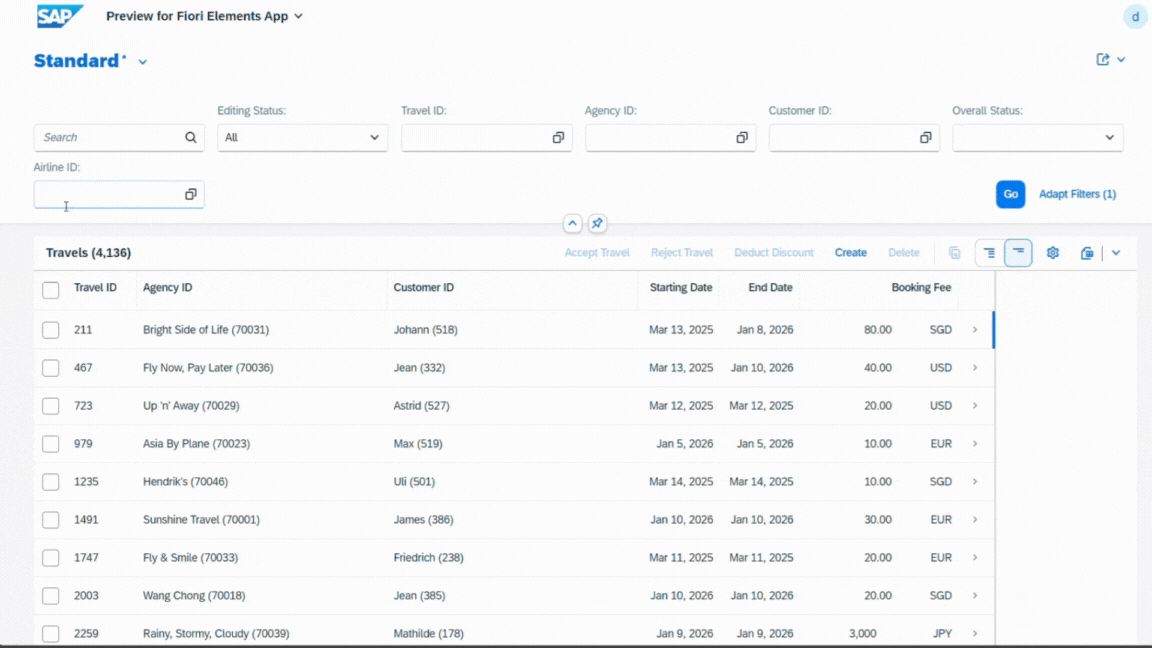 SAP Preview for Fiori Elements App d
Standard *
Editing Status: Travel ID: Agency ID: Customer ID: Overall Status:
Search All
Airline ID:
Go Adapt Filters (1)
Travels (4,136) Accept Travel Reject Travel Deduct Discount Create Delete
Travel ID Agency ID Customer ID Starting Date End Date Booking Fee
211 Bright Side of Life (70031) Johann (518) Mar 13, 2025 Jan 8, 2026 80.00 SGD
467 Fly Now, Pay Later (70036) Jean (332) Mar 13, 2025 Jan 10, 2026 40.00 USD
723 Up 'n' Away (70029) Astrid (527) Mar 12, 2025 Mar 12, 2025 20.00 USD
979 Asia By Plane (70023) Max (519) Jan 5, 2026 Jan 5, 2026 10.00 EUR
1235 Hendrik's (70046) Uli (501) Mar 14, 2025 Mar 14, 2025 10.00 SGD
1491 Sunshine Travel (70001) James (386) Jan 10, 2026 Jan 10, 2026 30.00 EUR
1747 Fly & Smile (70033) Friedrich (238) Mar 11, 2025 Mar 11, 2025 20.00 EUR
2003 Wang Chong (70018) Jean (385) Jan 10, 2026 Jan 10, 2026 20.00 SGD
2259 Rainy, Stormy, Cloudy (70039) Mathilde (178) Jan 9, 2026 Jan 9, 2026 3,000 JPY